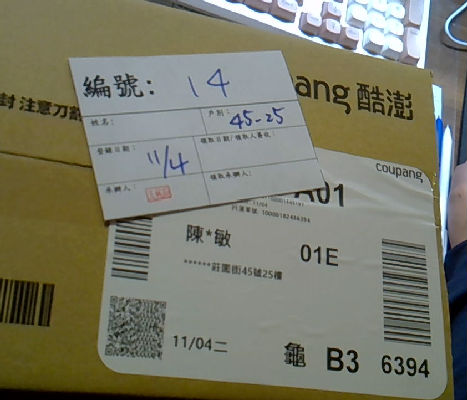 ang 酷澎
封 注意刀
編號: 14
姓名:
戶別: 45-25
登錄日期: 11/4
領取日期/領取人簽收:
承辦人:
領取承辦人:
coupang
A01
陳*敏
01E
******莊園街45號25樓
11/04二
龜 B3 6394